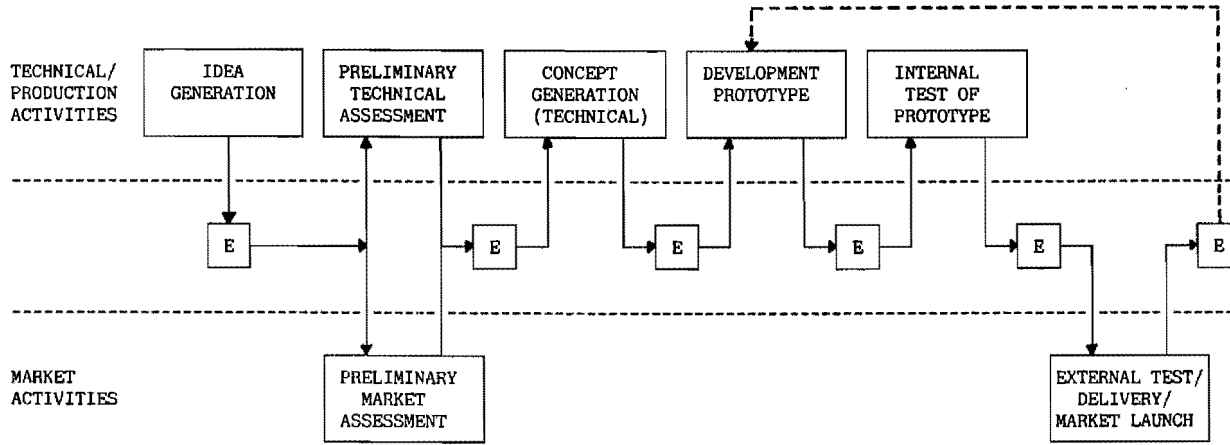 TECHNICAL/
PRODUCTION
ACTIVITIES
IDEA
GENERATION
PRELIMINARY
TECHNICAL
ASSESSMENT
CONCEPT
GENERATION
(TECHNICAL)
DEVELOPMENT
PROTOTYPE
INTERNAL
TEST OF
PROTOTYPE
E
E
E
E
E
E
MARKET
ACTIVITIES
PRELIMINARY
MARKET
ASSESSMENT
EXTERNAL TEST/
DELIVERY/
MARKET LAUNCH